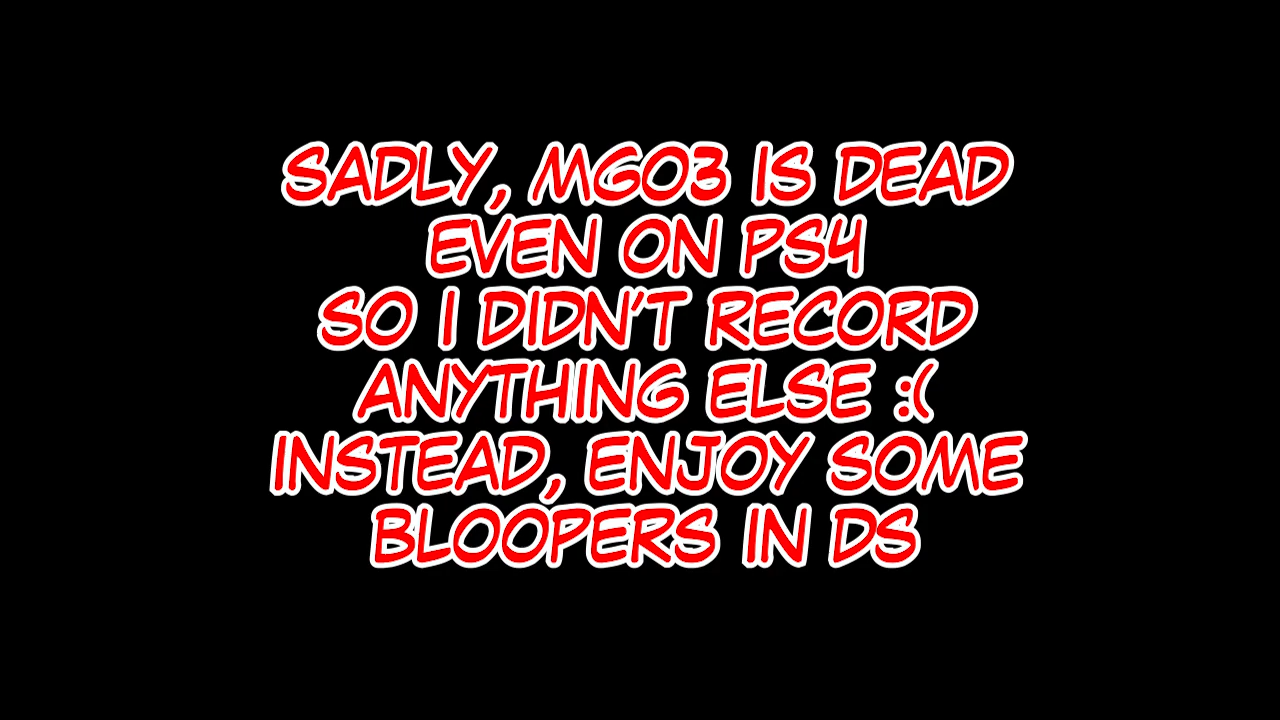 SADLY, MGO3 IS DEAD
EVEN ON PS4
SO I DIDN'T RECORD
ANYTHING ELSE :(
INSTEAD, ENJOY SOME
BLOOPERS IN DS